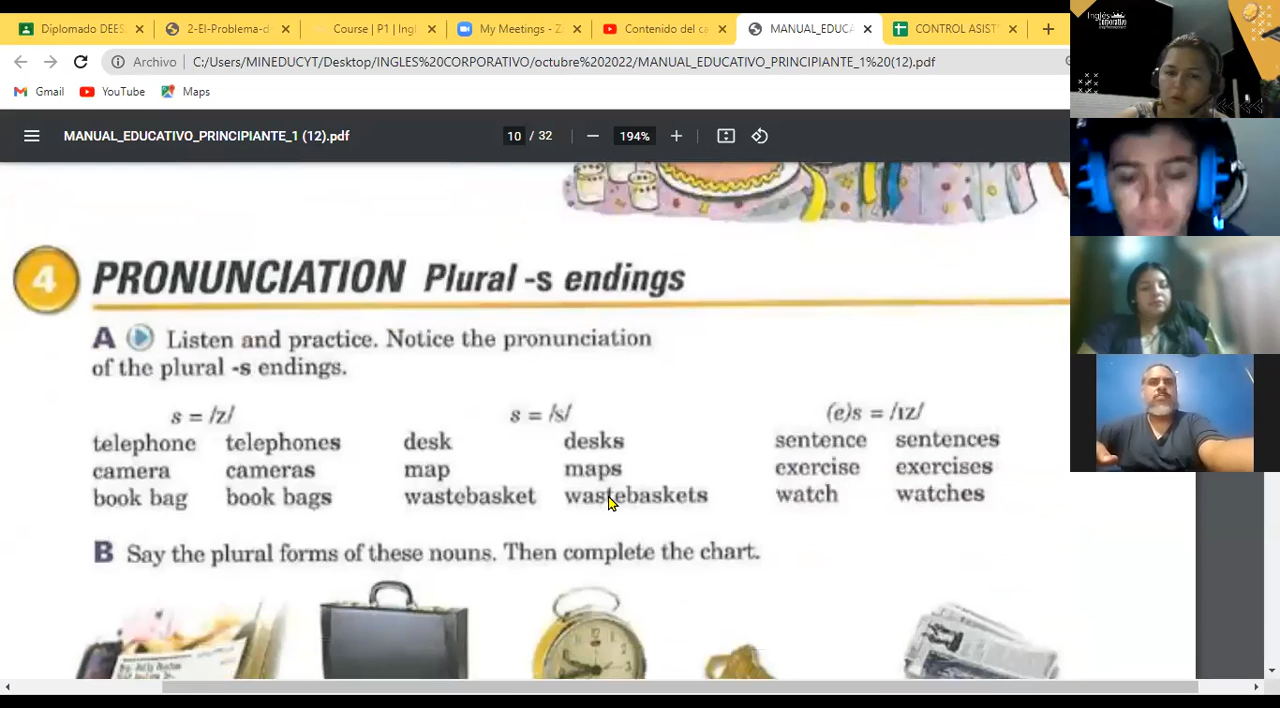 Diplomado DEES
2-El-Problema-d
Course | P1 | Ingl
My Meetings - Z
Contenido del c
MANUAL_EDUCA
CONTROL ASIST
Inglés
Corporativo
Archivo C:/Users/MINEDUCYT/Desktop/INGLES%20CORPORATIVO/octubre%202022/MANUAL_EDUCATIVO_PRINCIPIANTE_1%20(12).pdf
Gmail YouTube Maps
MANUAL_EDUCATIVO_PRINCIPIANTE_1 (12).pdf 10 / 32 194%
4 PRONUNCIATION Plural -s endings
A Listen and practice. Notice the pronunciation
of the plural -s endings.
s = /z/ s = /s/ (e)s = /ɪz/
telephone telephones desk desks sentence sentences
camera cameras map maps exercise exercises
book bag book bags wastebasket wastebaskets watch watches
B Say the plural forms of these nouns. Then complete the chart.